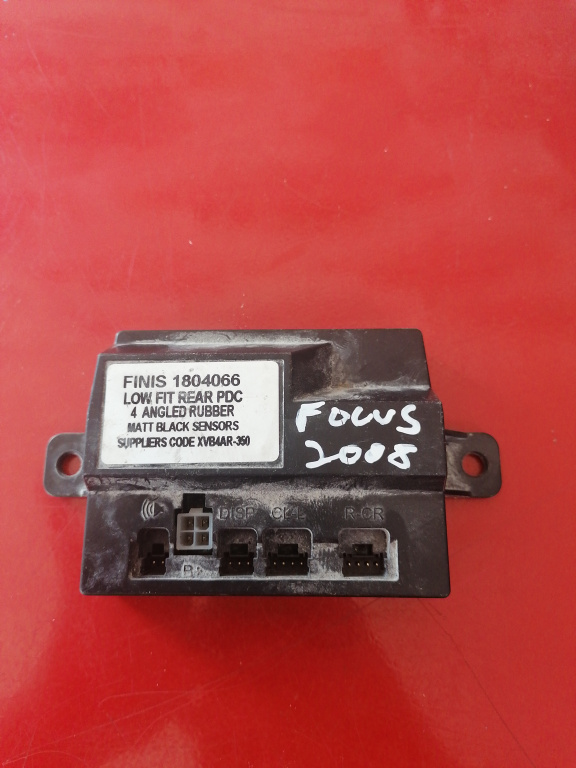 FINIS 1804066
LOW FIT REAR PDC
4 ANGLED RUBBER
MATT BLACK SENSORS
SUPPLIERS CODE XVB4AR-390
FOCUS
2008
DISP
R-CR